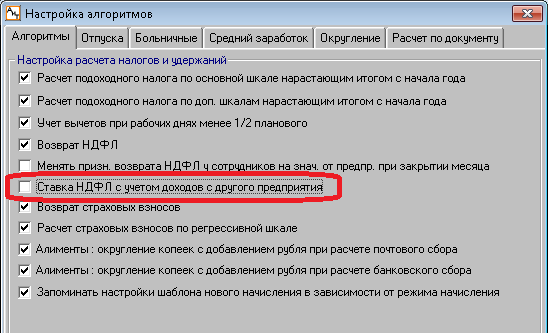 Настройка алгоритмов
Алгоритмы Отпуска Больничные Средний заработок Округление Расчет по документу
Настройка расчета налогов и удержаний
Расчет подоходного налога по основной шкале нарастающим итогом с начала года
Расчет подоходного налога по доп. шкалам нарастающим итогом с начала года
Учет вычетов при рабочих днях менее 1/2 планового
Возврат НДФЛ
Менять призн. возврата НДФЛ у сотрудников на знач. от предпр. при закрытии месяца
Ставка НДФЛ с учетом доходов с другого предприятия
Возврат страховых взносов
Расчет страховых взносов по регрессивной шкале
Алименты : округление копеек с добавлением рубля при расчете почтового сбора
Алименты : округление копеек с добавлением рубля при расчете банковского сбора
Запоминать настройки шаблона нового начисления в зависимости от режима начисления